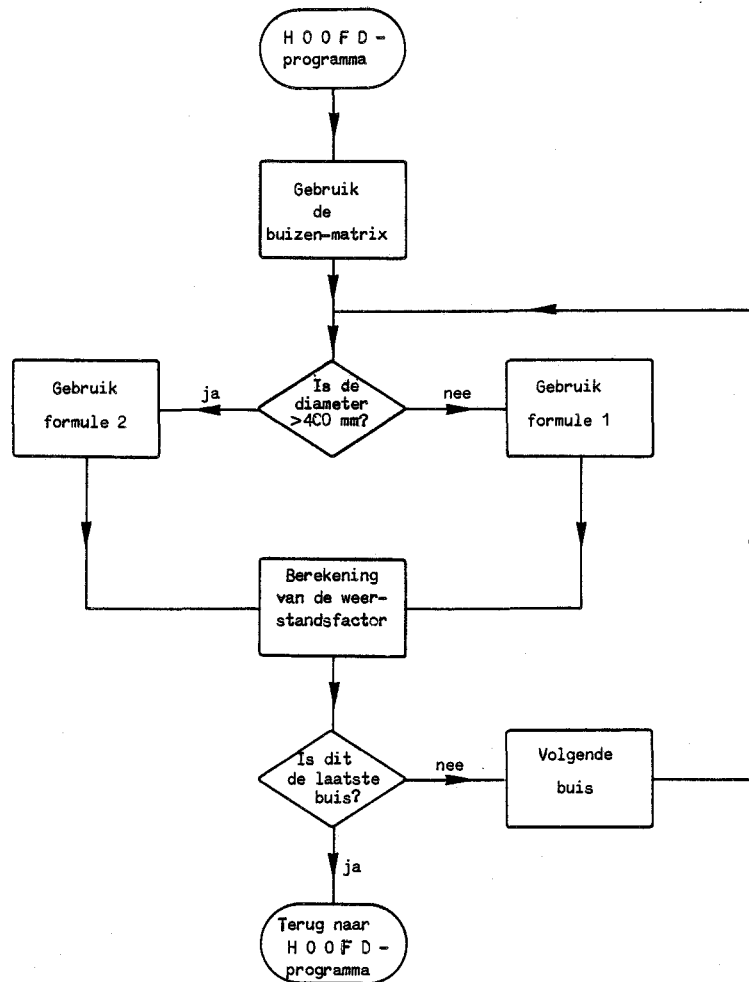 H O O F D -
programma
Gebruik
de
buizen-matrix
Is de
diameter
>400 mm?
ja
nee
Gebruik
formule 2
Gebruik
formule 1
Berekening
van de weer-
standsfactor
Is dit
de laatste
buis?
nee
Volgende
buis
ja
Terug naar
H O O F D -
programma